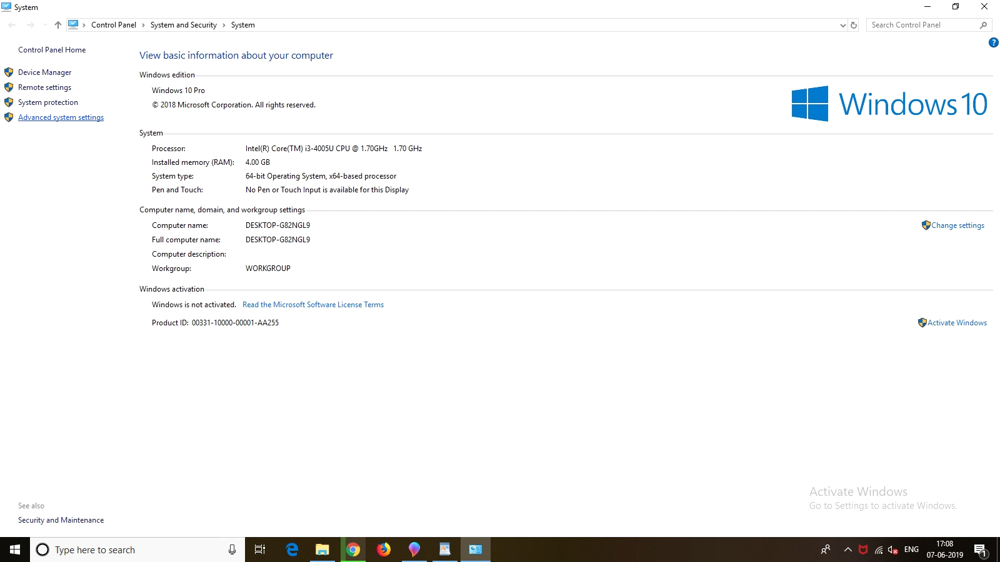 System
Control Panel > System and Security > System
Search Control Panel
Control Panel Home
Device Manager
Remote settings
System protection
Advanced system settings
View basic information about your computer
Windows edition
Windows 10 Pro
© 2018 Microsoft Corporation. All rights reserved.
Windows 10
System
Processor: Intel(R) Core(TM) i3-4005U CPU @ 1.70GHz 1.70 GHz
Installed memory (RAM): 4.00 GB
System type: 64-bit Operating System, x64-based processor
Pen and Touch: No Pen or Touch Input is available for this Display
Computer name, domain, and workgroup settings
Computer name: DESKTOP-G82NGL9
Change settings
Full computer name: DESKTOP-G82NGL9
Computer description:
Workgroup: WORKGROUP
Windows activation
Windows is not activated. Read the Microsoft Software License Terms
Product ID: 00331-10000-00001-AA255
Activate Windows
Activate Windows
Go to Settings to activate Windows.
See also
Security and Maintenance
Type here to search
ENG
17:08
07-06-2019
1